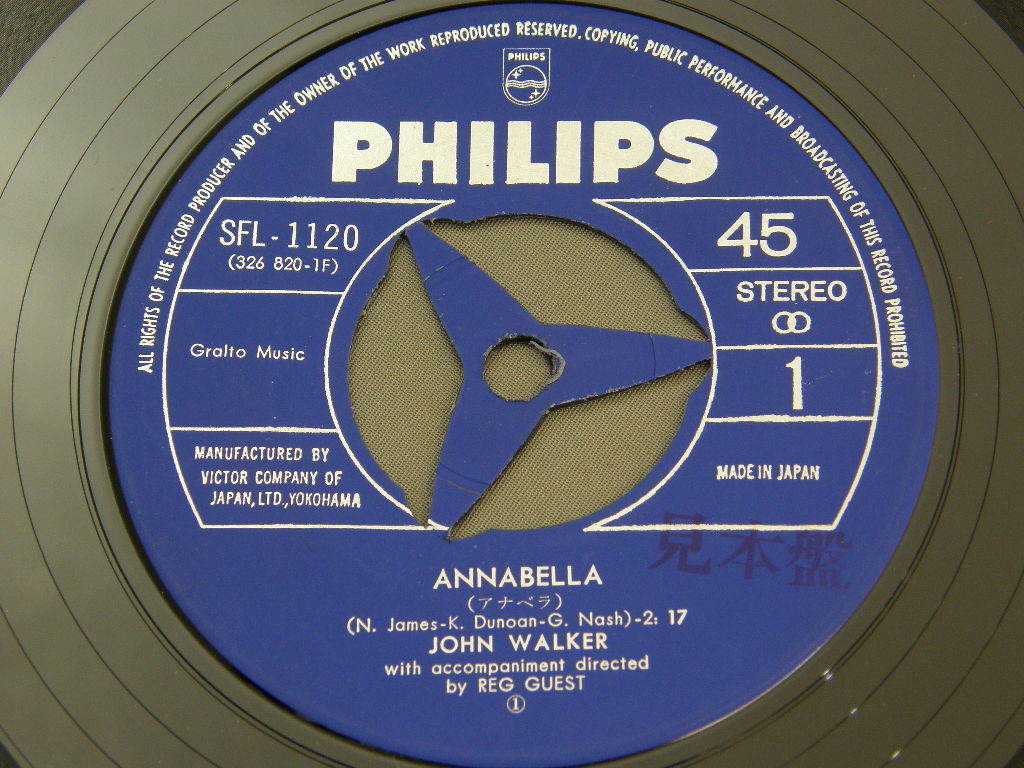 ALL RIGHTS OF THE RECORD PRODUCER AND OF THE OWNER OF THE WORK REPRODUCED RESERVED. COPYING, PUBLIC PERFORMANCE AND BROADCASTING OF THIS RECORD PROHIBITED
PHILIPS
PHILIPS
SFL-1120
(326 820-1F)
45
STEREO
1
Gralto Music
MANUFACTURED BY
VICTOR COMPANY OF
JAPAN, LTD., YOKOHAMA
MADE IN JAPAN
見本盤
ANNABELLA
(アナベラ)
(N. James-K. Dunoan-G. Nash)-2: 17
JOHN WALKER
with accompaniment directed
by REG GUEST
①